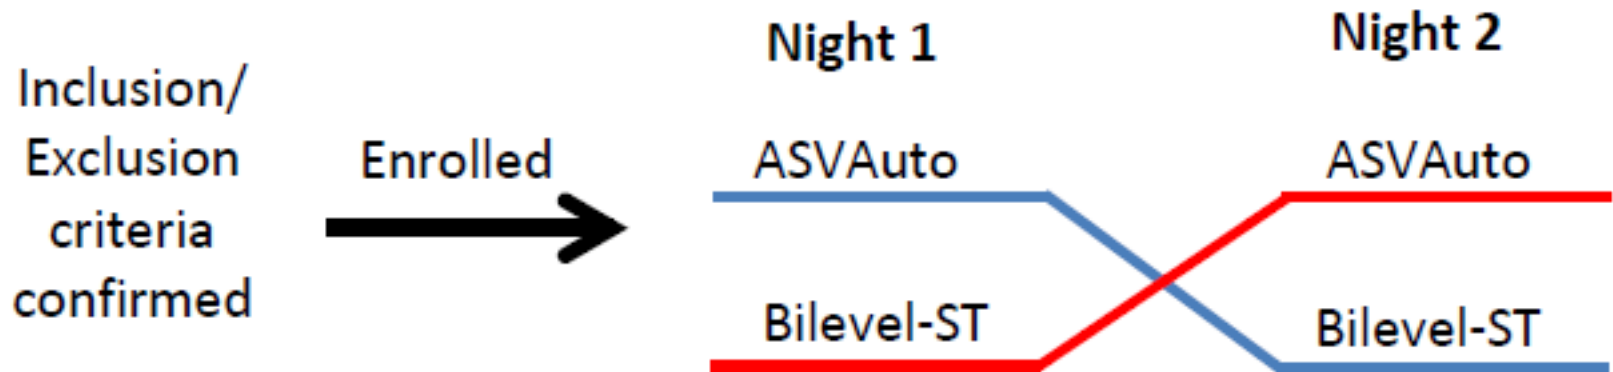 Inclusion/
Exclusion
criteria
confirmed
Enrolled
Night 1
Night 2
ASVAuto
ASVAuto
Bilevel-ST
Bilevel-ST